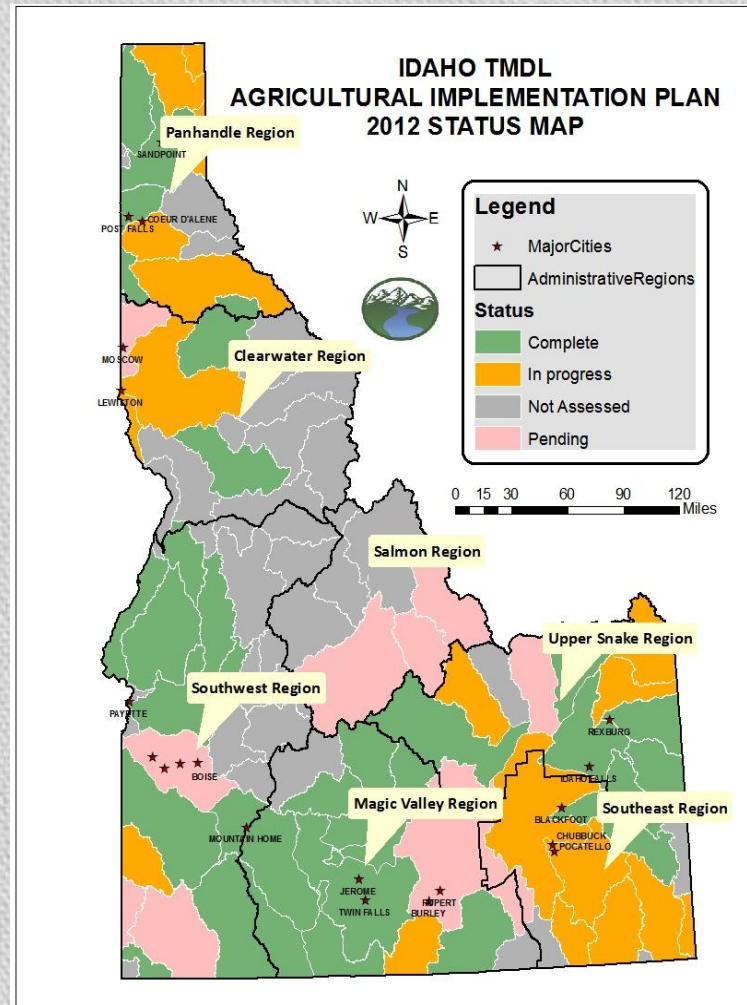 IDAHO TMDL
AGRICULTURAL IMPLEMENTATION PLAN
2012 STATUS MAP
Panhandle Region
SANDPOINT
COEUR D'ALENE
POST FALLS
N
W
E
S
Legend
MajorCities
AdministrativeRegions
Status
Complete
In progress
Not Assessed
Pending
MOSCOW
Clearwater Region
LEWISTON
0 15 30 60 90 120
Miles
Salmon Region
Upper Snake Region
Southwest Region
PAYETTE
REXBURG
BOISE
IDAHO FALLS
Magic Valley Region
Southeast Region
BLACKFOOT
MOUNTAIN HOME
CHUBBUCK
POCATELLO
JEROME
TWIN FALLS
RUPERT
BURLEY